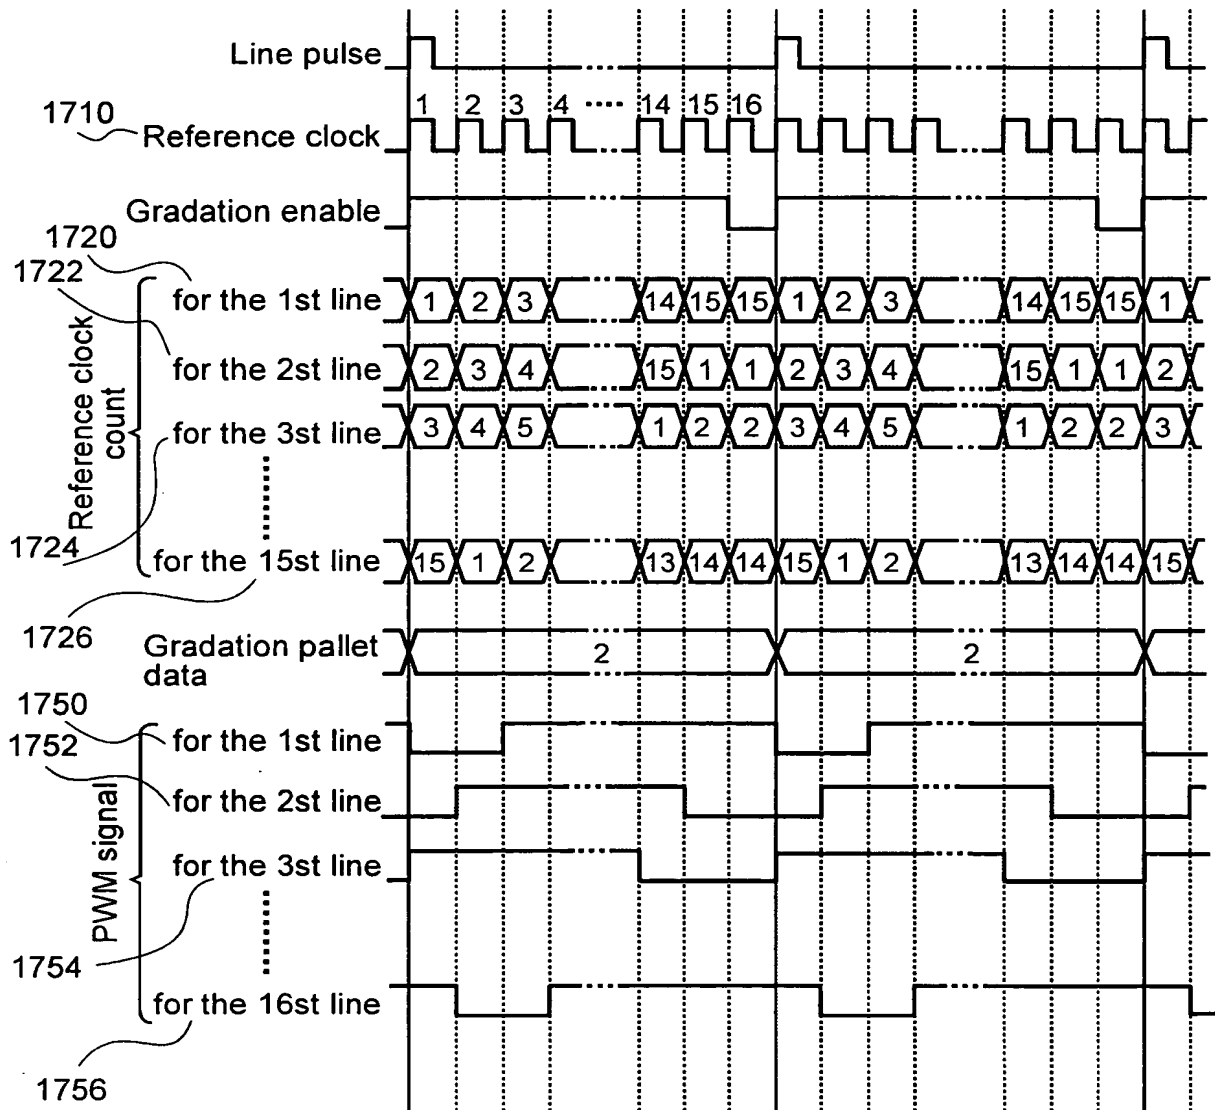 Line pulse
1710
1 2 3 4 ···· 14 15 16
Reference clock
Gradation enable
1720
1722
for the 1st line 1 2 3 14 15 15 1 2 3 14 15 15 1
for the 2st line 2 3 4 15 1 1 2 3 4 15 1 1 2
for the 3st line 3 4 5 1 2 2 3 4 5 1 2 2 3
Reference clock
count
1724
for the 15st line 15 1 2 13 14 14 15 1 2 13 14 14 15
1726
Gradation pallet
data
2 2
1750
for the 1st line
1752
for the 2st line
PWM signal
for the 3st line
1754
for the 16st line
1756